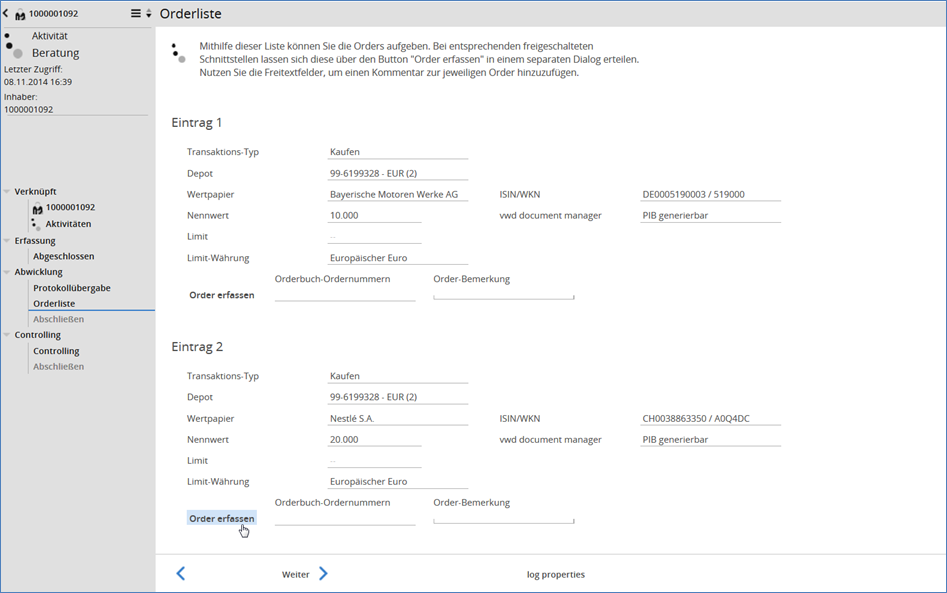 1000001092
Orderliste
Aktivität
Beratung
Letzter Zugriff:
08.11.2014 16:39
Inhaber:
1000001092
Verknüpft
1000001092
Aktivitäten
Erfassung
Abgeschlossen
Abwicklung
Protokollübergabe
Orderliste
Abschließen
Controlling
Controlling
Abschließen
Mithilfe dieser Liste können Sie die Orders aufgeben. Bei entsprechenden freigeschalteten
Schnittstellen lassen sich diese über den Button "Order erfassen" in einem separaten Dialog erteilen.
Nutzen Sie die Freitextfelder, um einen Kommentar zur jeweiligen Order hinzuzufügen.
Eintrag 1
Transaktions-Typ Kaufen
Depot 99-6199328 - EUR (2)
Wertpapier Bayerische Motoren Werke AG ISIN/WKN DE0005190003 / 519000
Nennwert 10.000 vwd document manager PIB generierbar
Limit --
Limit-Währung Europäischer Euro
Orderbuch-Ordernummern Order-Bemerkung
Order erfassen
Eintrag 2
Transaktions-Typ Kaufen
Depot 99-6199328 - EUR (2)
Wertpapier Nestlé S.A. ISIN/WKN CH0038863350 / A0Q4DC
Nennwert 20.000 vwd document manager PIB generierbar
Limit --
Limit-Währung Europäischer Euro
Orderbuch-Ordernummern Order-Bemerkung
Order erfassen
Weiter log properties